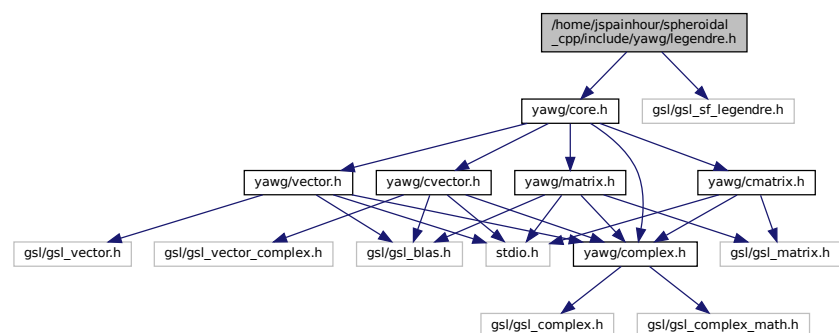 /home/jspainhour/spheroidal
_cpp/include/yawg/legendre.h
yawg/core.h
gsl/gsl_sf_legendre.h
yawg/vector.h
yawg/cvector.h
yawg/matrix.h
yawg/cmatrix.h
gsl/gsl_vector.h
gsl/gsl_vector_complex.h
gsl/gsl_blas.h
stdio.h
yawg/complex.h
gsl/gsl_matrix.h
gsl/gsl_complex.h
gsl/gsl_complex_math.h